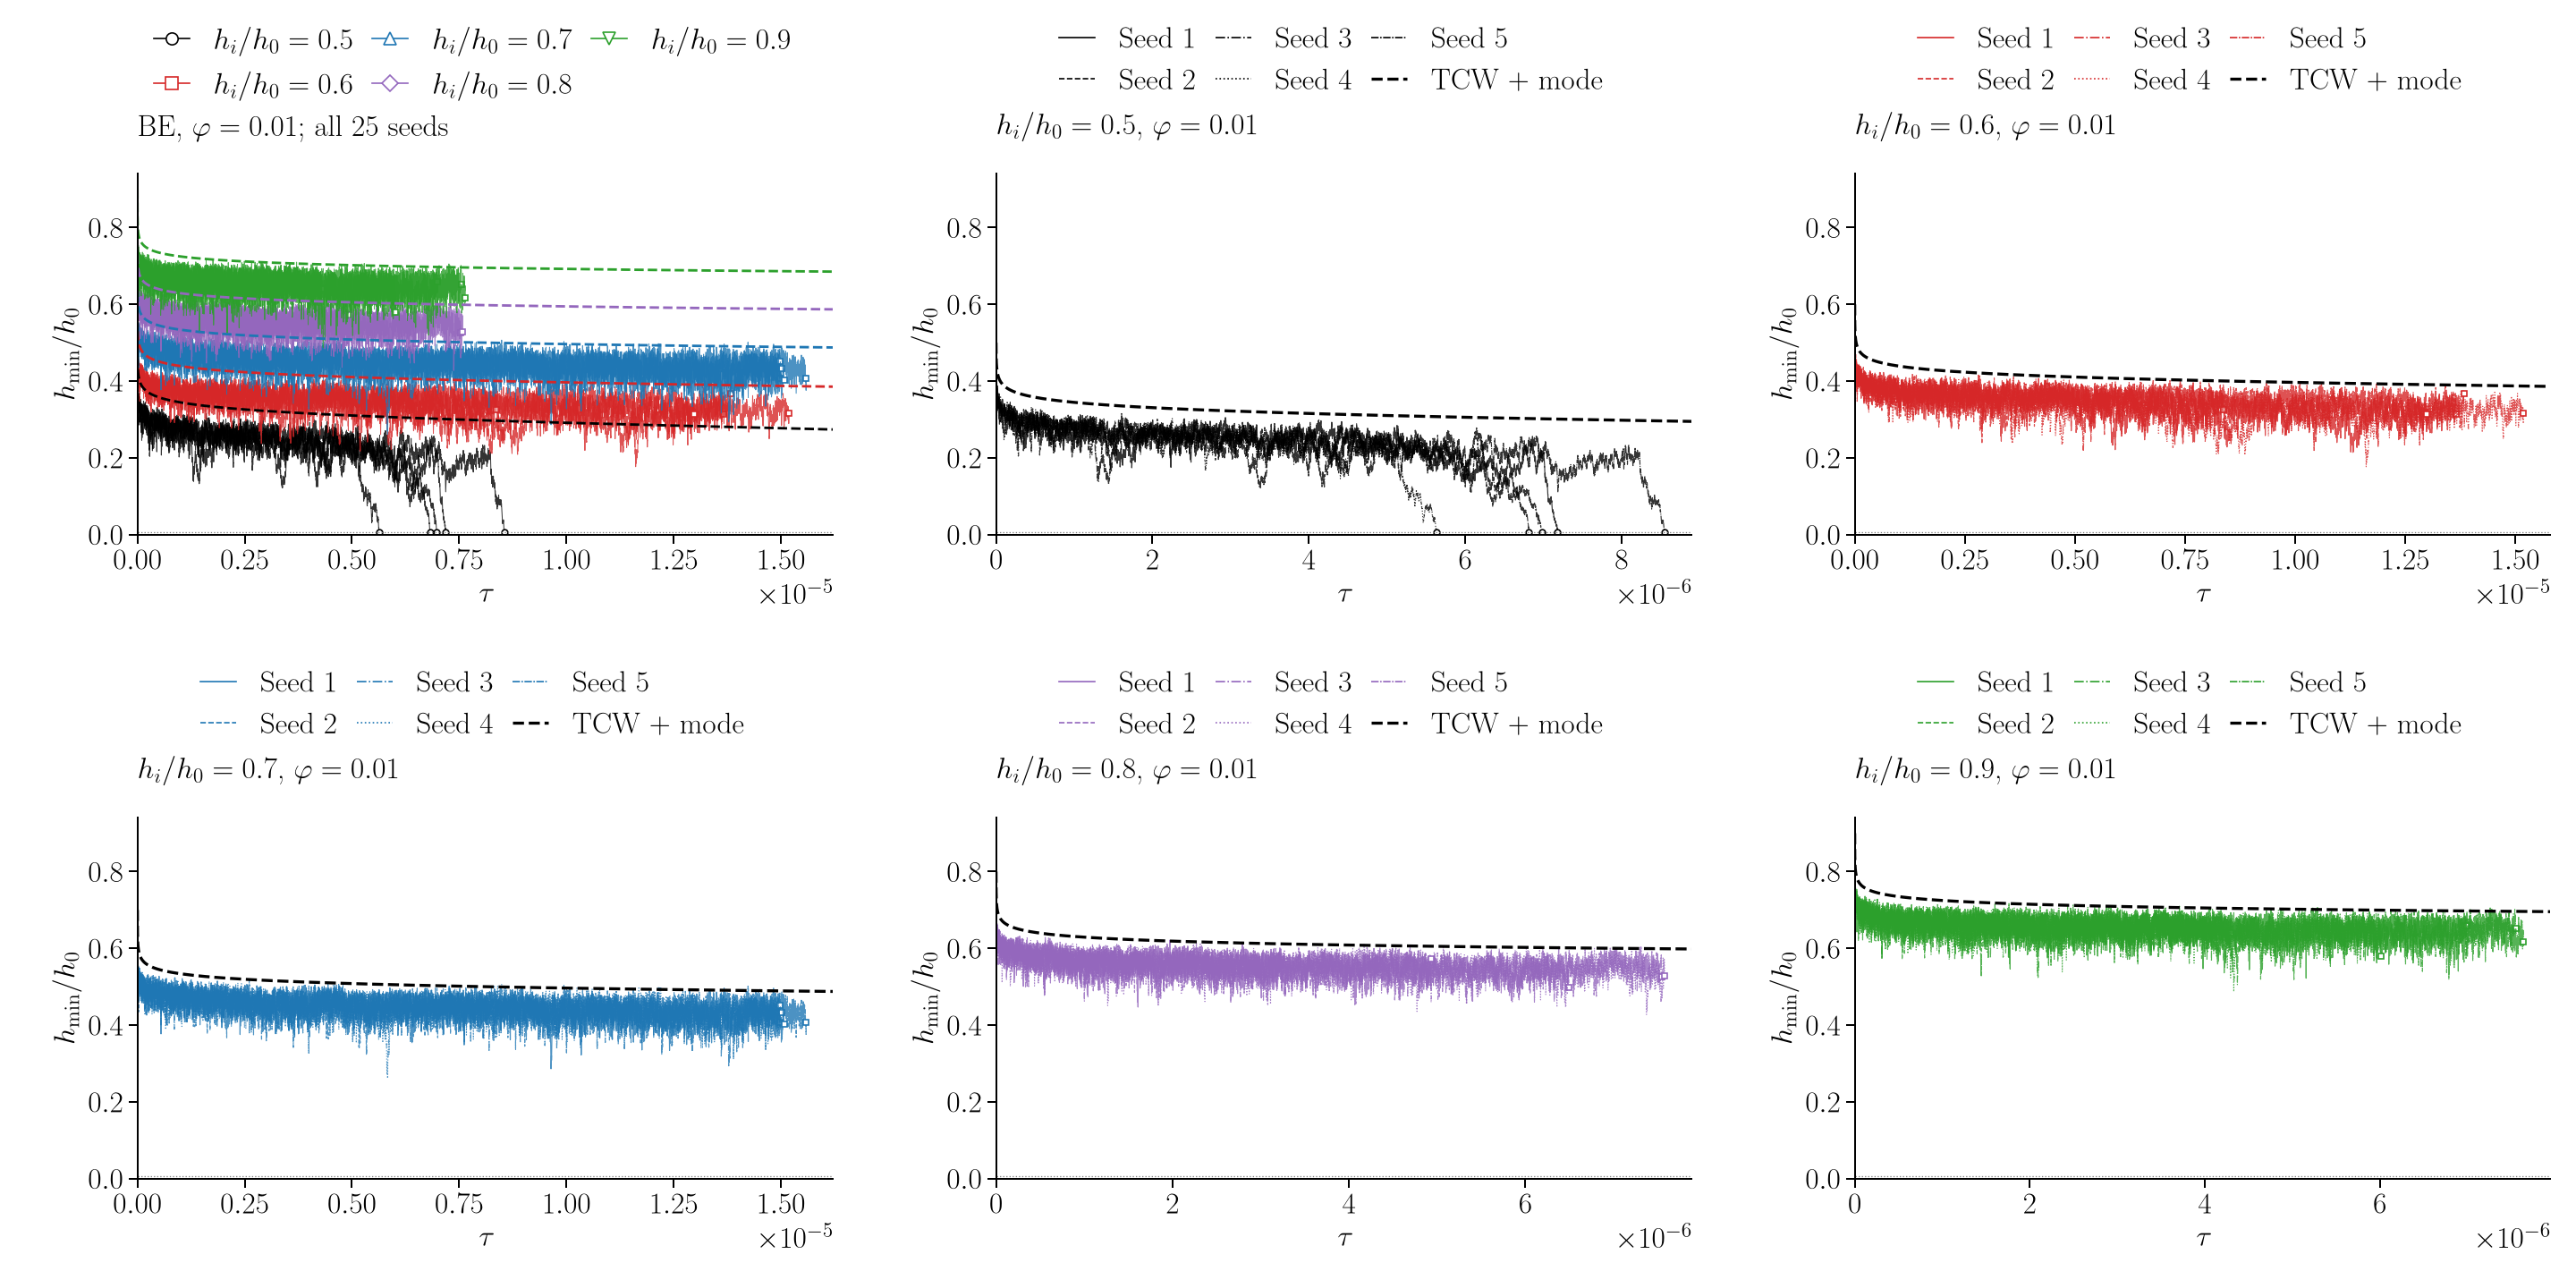 h_i/h_0 = 0.5 h_i/h_0 = 0.7 h_i/h_0 = 0.9
h_i/h_0 = 0.6 h_i/h_0 = 0.8
BE, φ = 0.01; all 25 seeds
h_min/h_0
0.8
0.6
0.4
0.2
0.0
0.00 0.25 0.50 0.75 1.00 1.25 1.50
τ
×10⁻⁵
Seed 1 Seed 3 Seed 5
Seed 2 Seed 4 TCW + mode
h_i/h_0 = 0.5, φ = 0.01
h_min/h_0
0.8
0.6
0.4
0.2
0.0
0 2 4 6 8
τ
×10⁻⁶
Seed 1 Seed 3 Seed 5
Seed 2 Seed 4 TCW + mode
h_i/h_0 = 0.6, φ = 0.01
h_min/h_0
0.8
0.6
0.4
0.2
0.0
0.00 0.25 0.50 0.75 1.00 1.25 1.50
τ
×10⁻⁵
Seed 1 Seed 3 Seed 5
Seed 2 Seed 4 TCW + mode
h_i/h_0 = 0.7, φ = 0.01
h_min/h_0
0.8
0.6
0.4
0.2
0.0
0.00 0.25 0.50 0.75 1.00 1.25 1.50
τ
×10⁻⁵
Seed 1 Seed 3 Seed 5
Seed 2 Seed 4 TCW + mode
h_i/h_0 = 0.8, φ = 0.01
h_min/h_0
0.8
0.6
0.4
0.2
0.0
0 2 4 6
τ
×10⁻⁶
Seed 1 Seed 3 Seed 5
Seed 2 Seed 4 TCW + mode
h_i/h_0 = 0.9, φ = 0.01
h_min/h_0
0.8
0.6
0.4
0.2
0.0
0 2 4 6
τ
×10⁻⁶